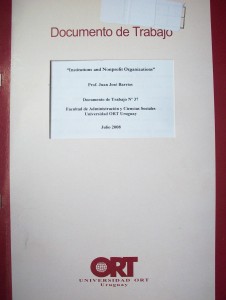 Documento de Trabajo
"Institutions and Nonprofit Organizations"
Prof. Juan José Barrios
Documento de Trabajo Nº 37
Facultad de Administración y Ciencias Sociales
Universidad ORT Uruguay
Julio 2008
ORT
UNIVERSIDAD ORT
Uruguay